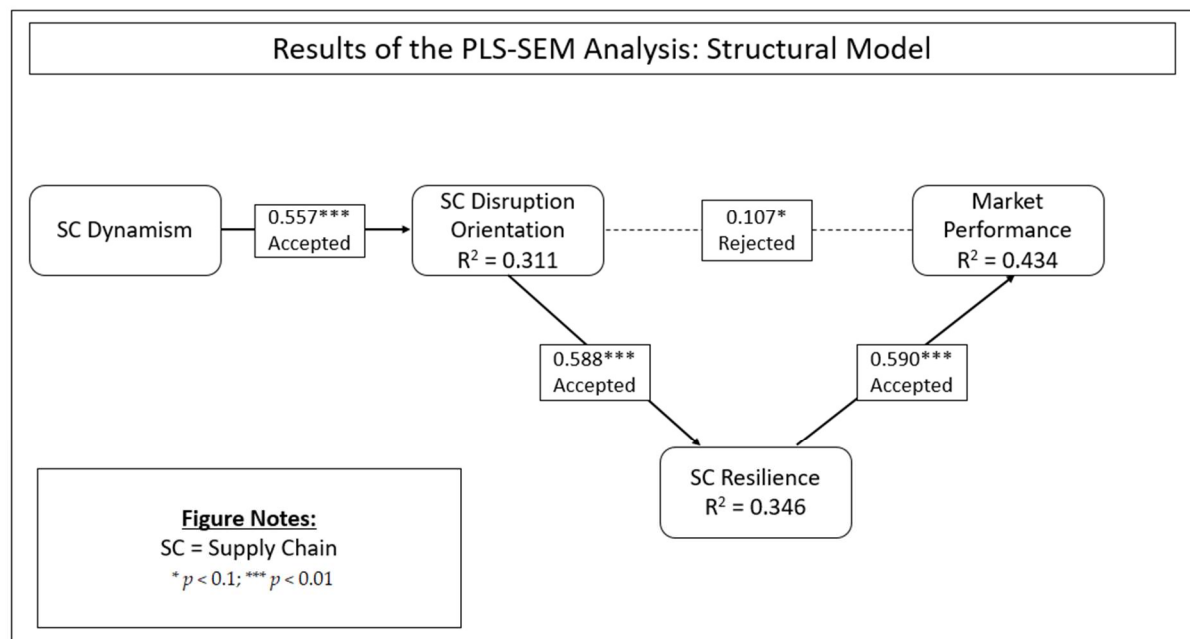 Results of the PLS-SEM Analysis: Structural Model
SC Dynamism
0.557***
Accepted
SC Disruption
Orientation
R² = 0.311
0.107*
Rejected
Market
Performance
R² = 0.434
0.588***
Accepted
0.590***
Accepted
SC Resilience
R² = 0.346
Figure Notes:
SC = Supply Chain
* p < 0.1; *** p < 0.01